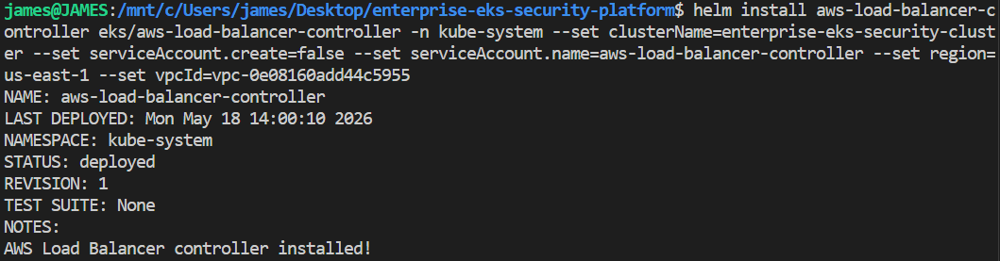 james@JAMES:/mnt/c/Users/james/Desktop/enterprise-eks-security-platform$ helm install aws-load-balancer-c
ontroller eks/aws-load-balancer-controller -n kube-system --set clusterName=enterprise-eks-security-clust
er --set serviceAccount.create=false --set serviceAccount.name=aws-load-balancer-controller --set region=
us-east-1 --set vpcId=vpc-0e08160add44c5955
NAME: aws-load-balancer-controller
LAST DEPLOYED: Mon May 18 14:00:10 2026
NAMESPACE: kube-system
STATUS: deployed
REVISION: 1
TEST SUITE: None
NOTES:
AWS Load Balancer controller installed!